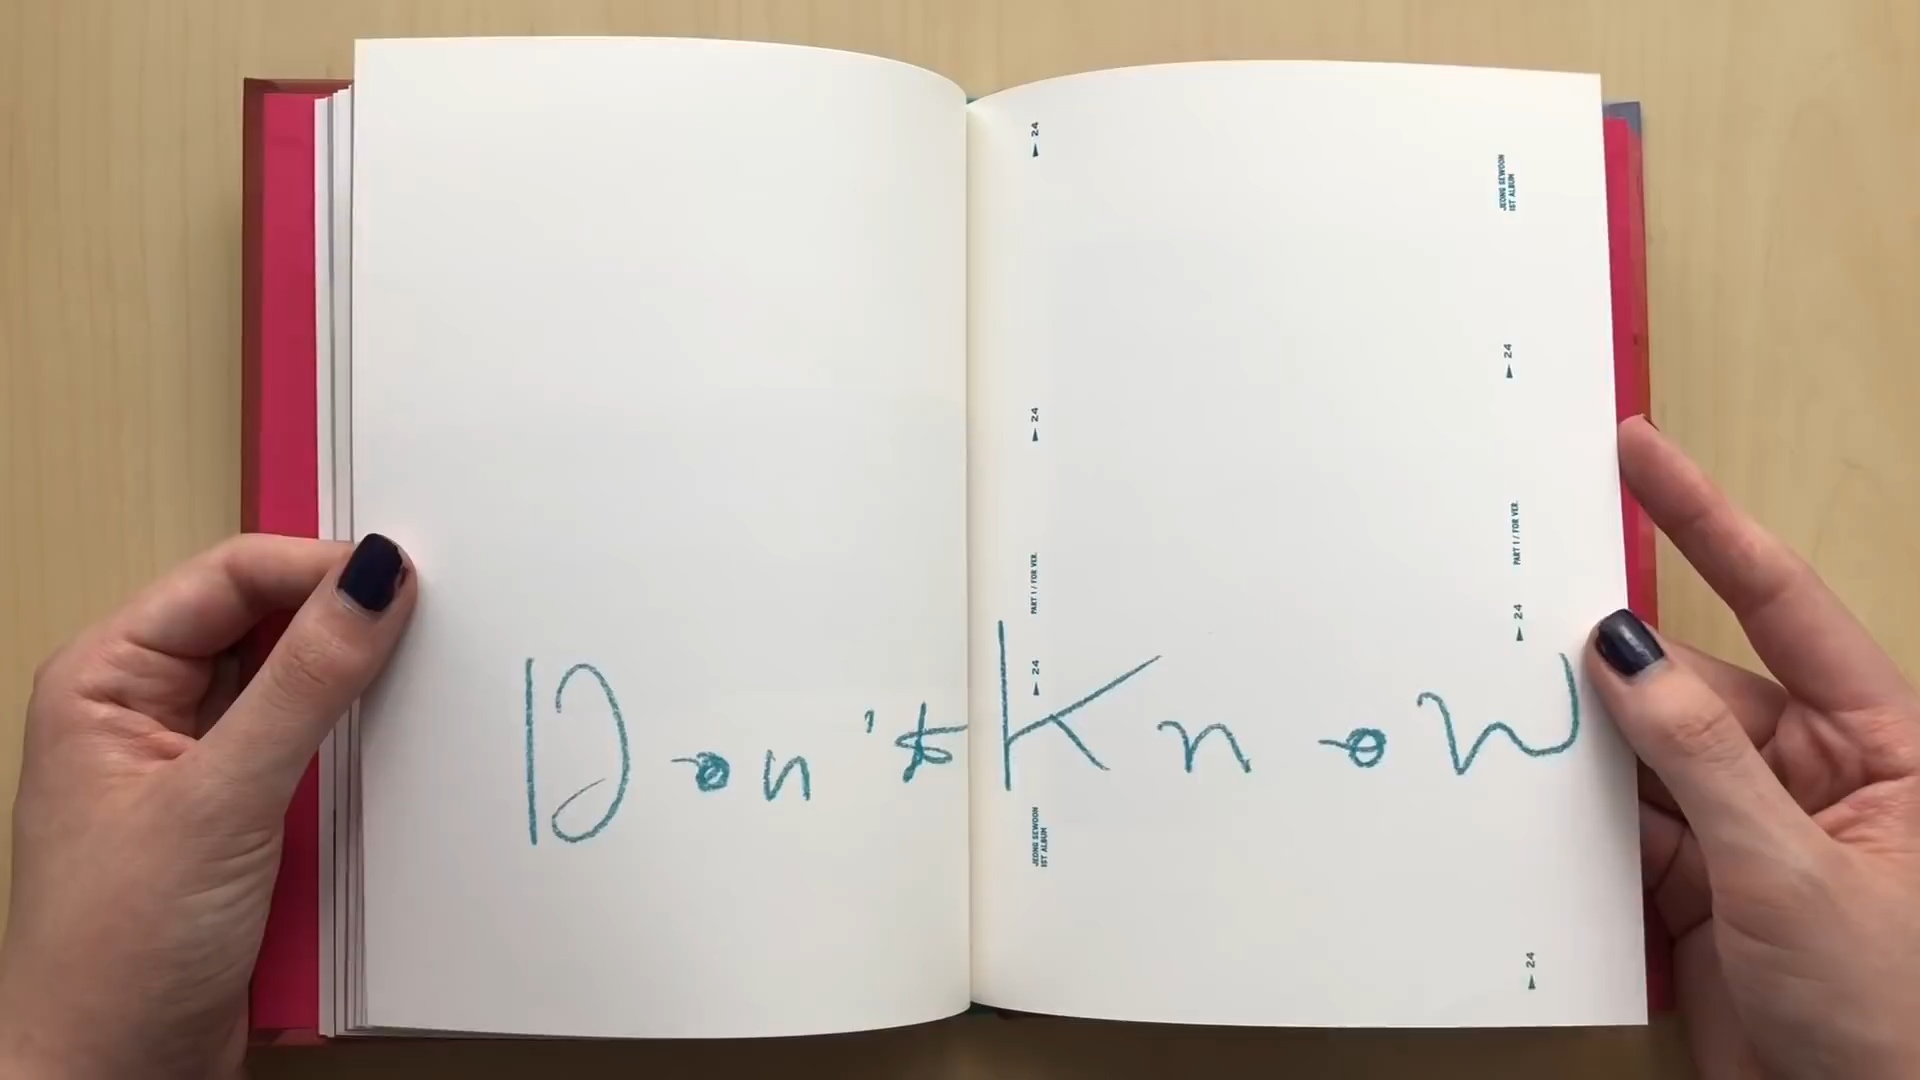 Don't Know
▶ 24
▶ 24
PART 1 / FOR VER.
▶ 24
JEONG SEWOON
1ST ALBUM
JEONG SEWOON
1ST ALBUM
▶ 24
PART 1 / FOR VER.
▶ 24
▶ 24